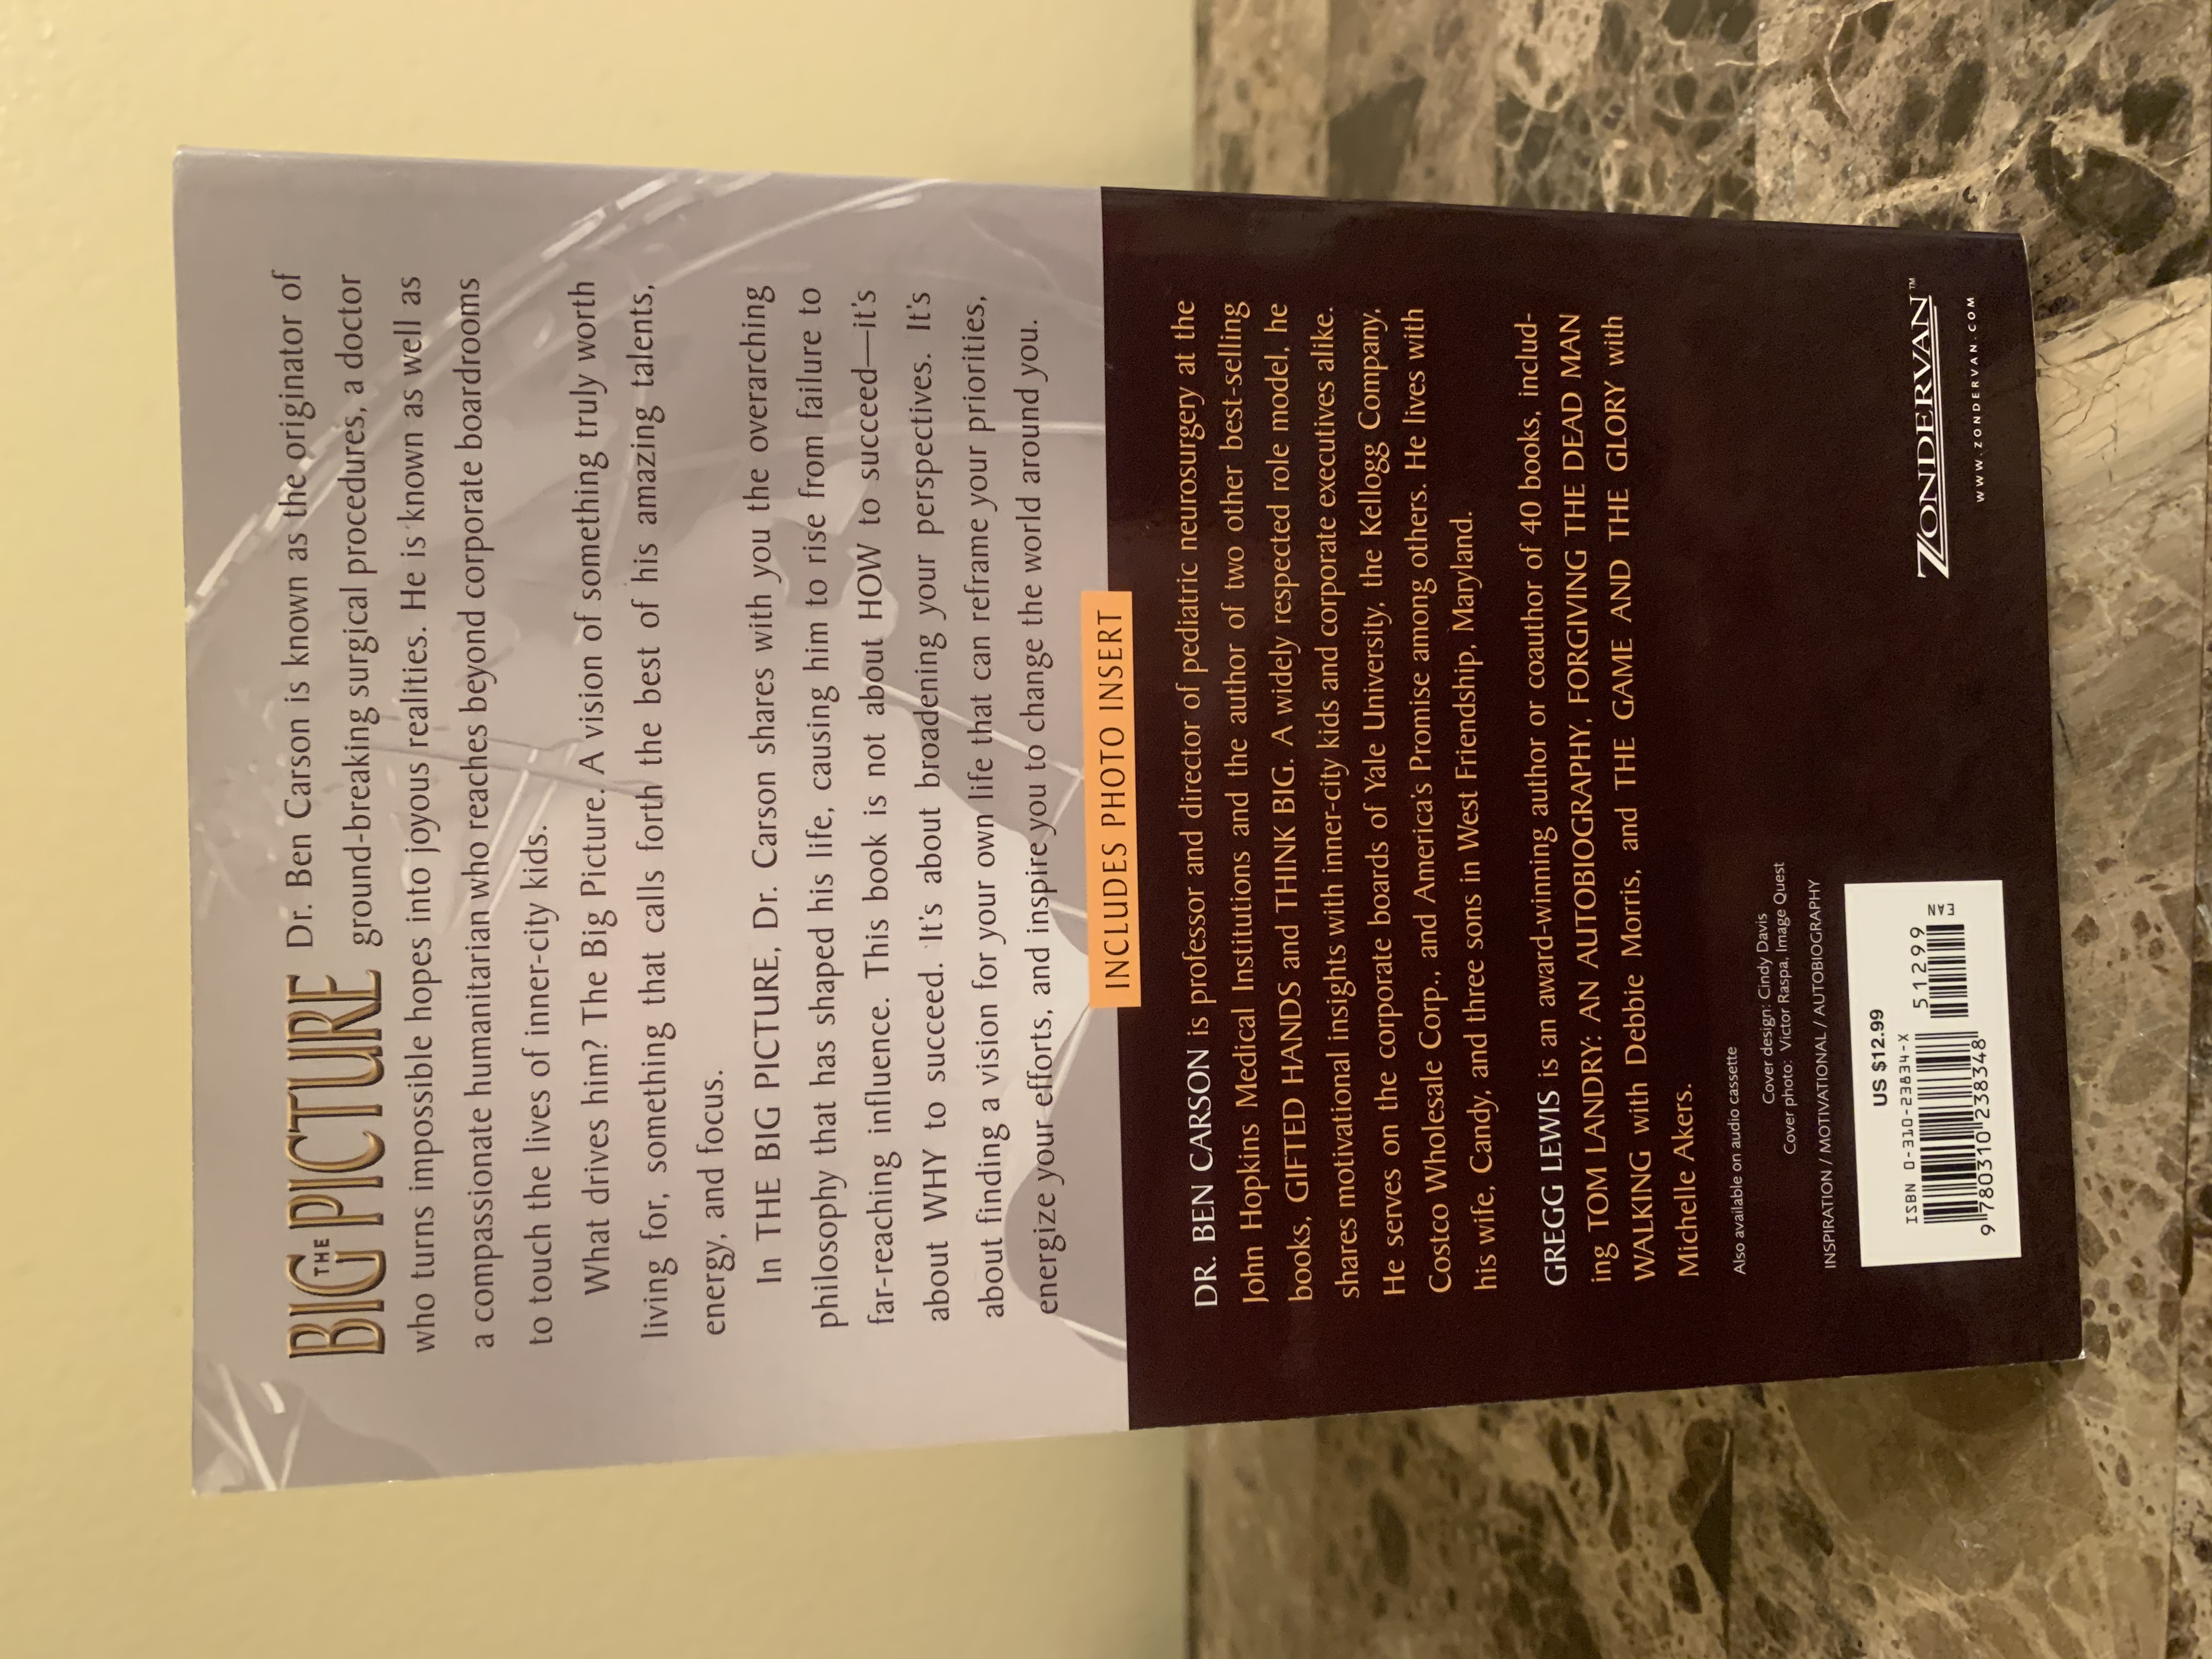 THE BIG PICTURE Dr. Ben Carson is known as the originator of
ground-breaking surgical procedures, a doctor
who turns impossible hopes into joyous realities. He is known as well as
a compassionate humanitarian who reaches beyond corporate boardrooms
to touch the lives of inner-city kids.
What drives him? The Big Picture. A vision of something truly worth
living for, something that calls forth the best of his amazing talents,
energy, and focus.
In THE BIG PICTURE, Dr. Carson shares with you the overarching
philosophy that has shaped his life, causing him to rise from failure to
far-reaching influence. This book is not about HOW to succeed—it's
about WHY to succeed. It's about broadening your perspectives. It's
about finding a vision for your own life that can reframe your priorities,
energize your efforts, and inspire you to change the world around you.
INCLUDES PHOTO INSERT
DR. BEN CARSON is professor and director of pediatric neurosurgery at the
John Hopkins Medical Institutions and the author of two other best-selling
books, GIFTED HANDS and THINK BIG. A widely respected role model, he
shares motivational insights with inner-city kids and corporate executives alike.
He serves on the corporate boards of Yale University, the Kellogg Company,
Costco Wholesale Corp., and America's Promise among others. He lives with
his wife, Candy, and three sons in West Friendship, Maryland.
GREGG LEWIS is an award-winning author or coauthor of 40 books, includ-
ing TOM LANDRY: AN AUTOBIOGRAPHY, FORGIVING THE DEAD MAN
WALKING with Debbie Morris, and THE GAME AND THE GLORY with
Michelle Akers.
Also available on audio cassette
Cover design: Cindy Davis
Cover photo: Victor Raspa, Image Quest
INSPIRATION / MOTIVATIONAL / AUTOBIOGRAPHY
US $12.99
ISBN 0-310-23834-X
51299
EAN
9 780310 238348
ZONDERVAN™
WWW.ZONDERVAN.COM